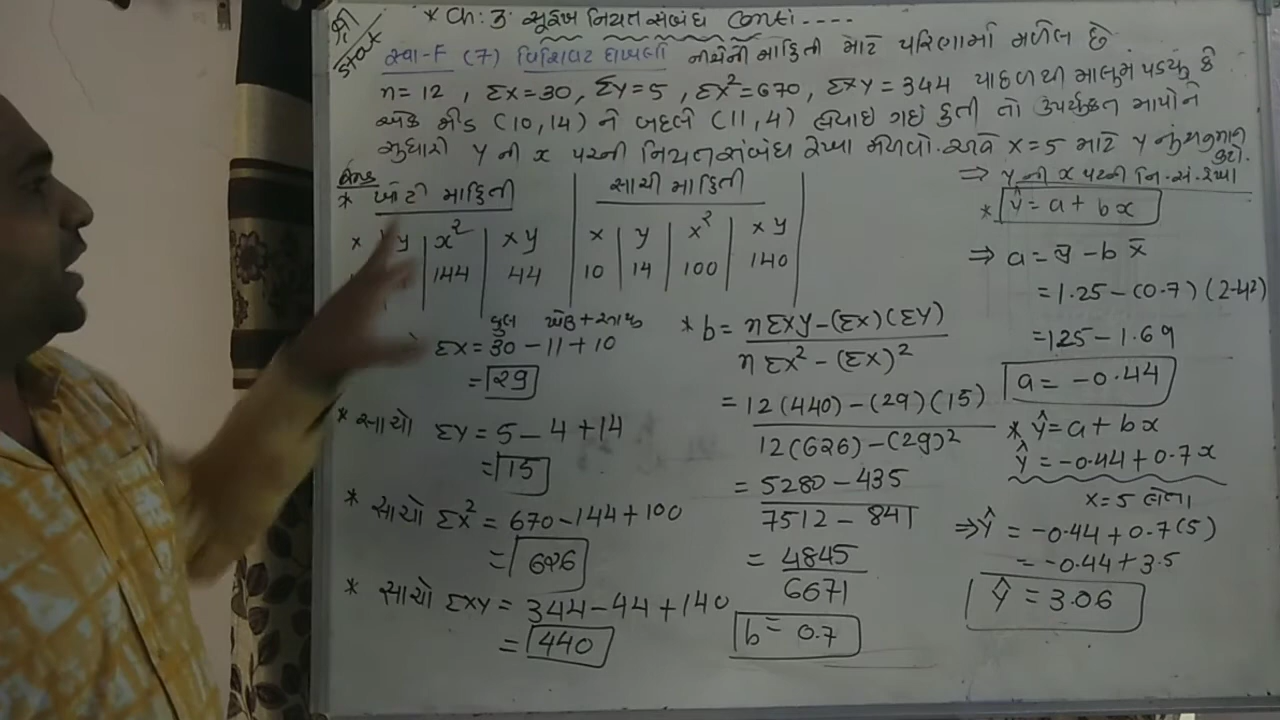 * Ch: 3 સુરેખ નિયતસંબંધ Conti - - - -
Stat
સ્વા-F (7) વિશિષ્ટ દાખલો નીચેની માહિતી માટે પરિણામો મળેલ છે
n=12 , Σx=30, Σy=5 , Σx²=670, Σxy=344 પાછળથી માલુમ પડ્યું કે
એક જોડ (10,14) ને બદલે (11,4) લેવાઇ ગઇ હતી તો ઉપર્યુક્ત માપોને
સુધારી y ની x પરની નિયતસંબંધ રેખા મેળવો. અને x=5 માટે y નું અનુમાન કરો.
* ખોટી માહિતી
x y x² xy
144 44
સાચી માહિતી
x y x² xy
10 14 100 140
Σx=30-11+10
= 29
* સાચો Σy=5-4+14
= 15
* સાચો Σx²=670-144+100
= 626
* સાચો Σxy=344-44+140
= 440
* b= nΣxy-(Σx)(Σy)
nΣx²-(Σx)²
= 12(440)-(29)(15)
12(626)-(29)²
= 5280-435
7512-841
= 4845
6671
b= 0.7
⇒ y ની x પરની નિ.સં.રેખા
* ŷ=a+bx
⇒ a= ȳ-b x̄
=1.25-(0.7)(2.42)
=1.25-1.69
a=-0.44
* ŷ=a+bx
ŷ=-0.44+0.7x
x=5 લેતા
⇒ŷ =-0.44+0.7(5)
=-0.44+3.5
ŷ =3.06